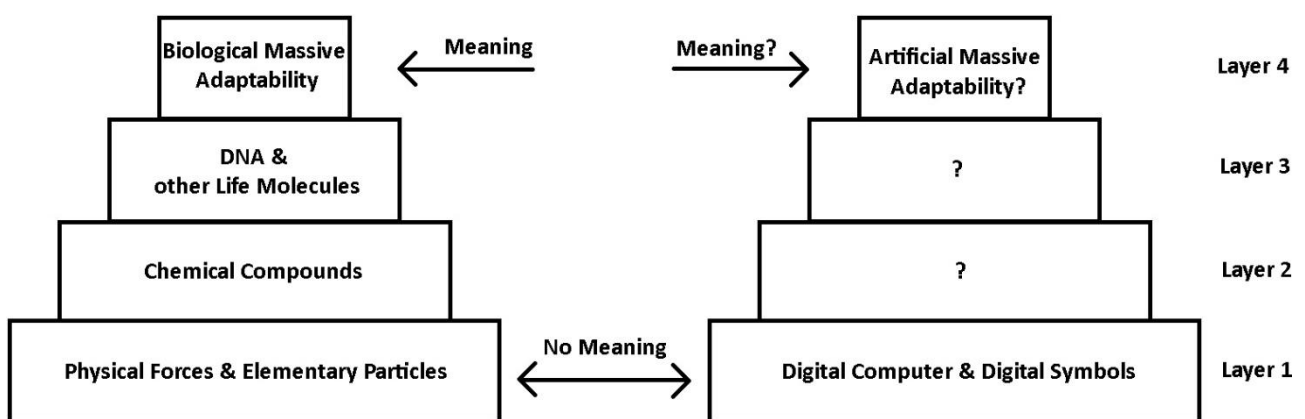 Biological Massive
Adaptability
Meaning
Meaning?
Artificial Massive
Adaptability?
Layer 4
DNA &
other Life Molecules
?
Layer 3
Chemical Compounds
?
Layer 2
Physical Forces & Elementary Particles
No Meaning
Digital Computer & Digital Symbols
Layer 1